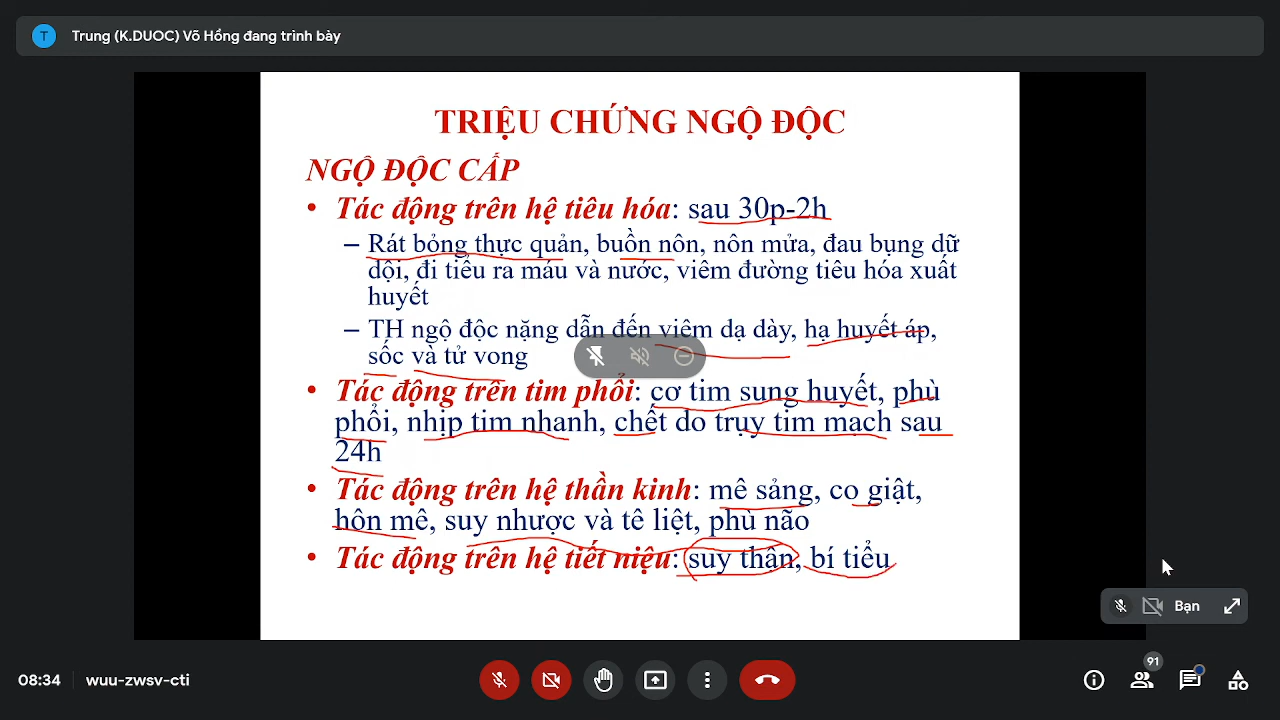 T Trung (K.DUOC) Võ Hồng đang trình bày
TRIỆU CHỨNG NGỘ ĐỘC
NGỘ ĐỘC CẤP
• Tác động trên hệ tiêu hóa: sau 30p-2h
– Rát bỏng thực quản, buồn nôn, nôn mửa, đau bụng dữ
dội, đi tiêu ra máu và nước, viêm đường tiêu hóa xuất
huyết
– TH ngộ độc nặng dẫn đến viêm dạ dày, hạ huyết áp,
sốc và tử vong
• Tác động trên tim phổi: cơ tim sung huyết, phù
phổi, nhịp tim nhanh, chết do trụy tim mạch sau
24h
• Tác động trên hệ thần kinh: mê sảng, co giật,
hôn mê, suy nhược và tê liệt, phù não
• Tác động trên hệ tiết niệu: suy thận, bí tiểu
Bạn
91
08:34 wuu-zwsv-cti